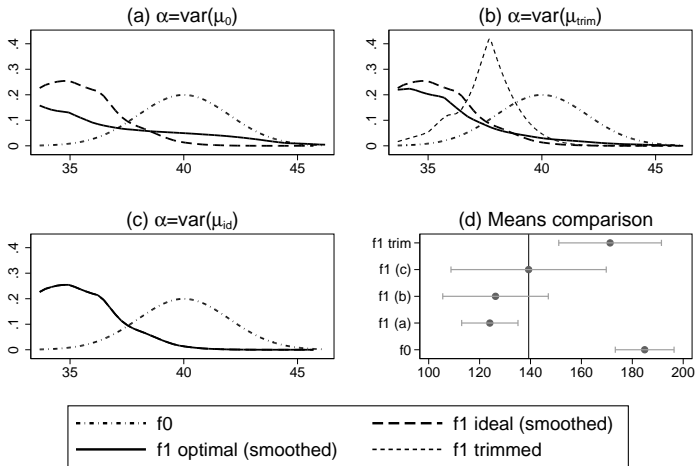 (a) α=var(μ0)
(b) α=var(μtrim)
0 .1 .2 .3 .4
35 40 45
0 .1 .2 .3 .4
35 40 45
(c) α=var(μid)
(d) Means comparison
0 .1 .2 .3 .4
35 40 45
f1 trim
f1 (c)
f1 (b)
f1 (a)
f0
100 120 140 160 180 200
f0
f1 ideal (smoothed)
f1 optimal (smoothed)
f1 trimmed